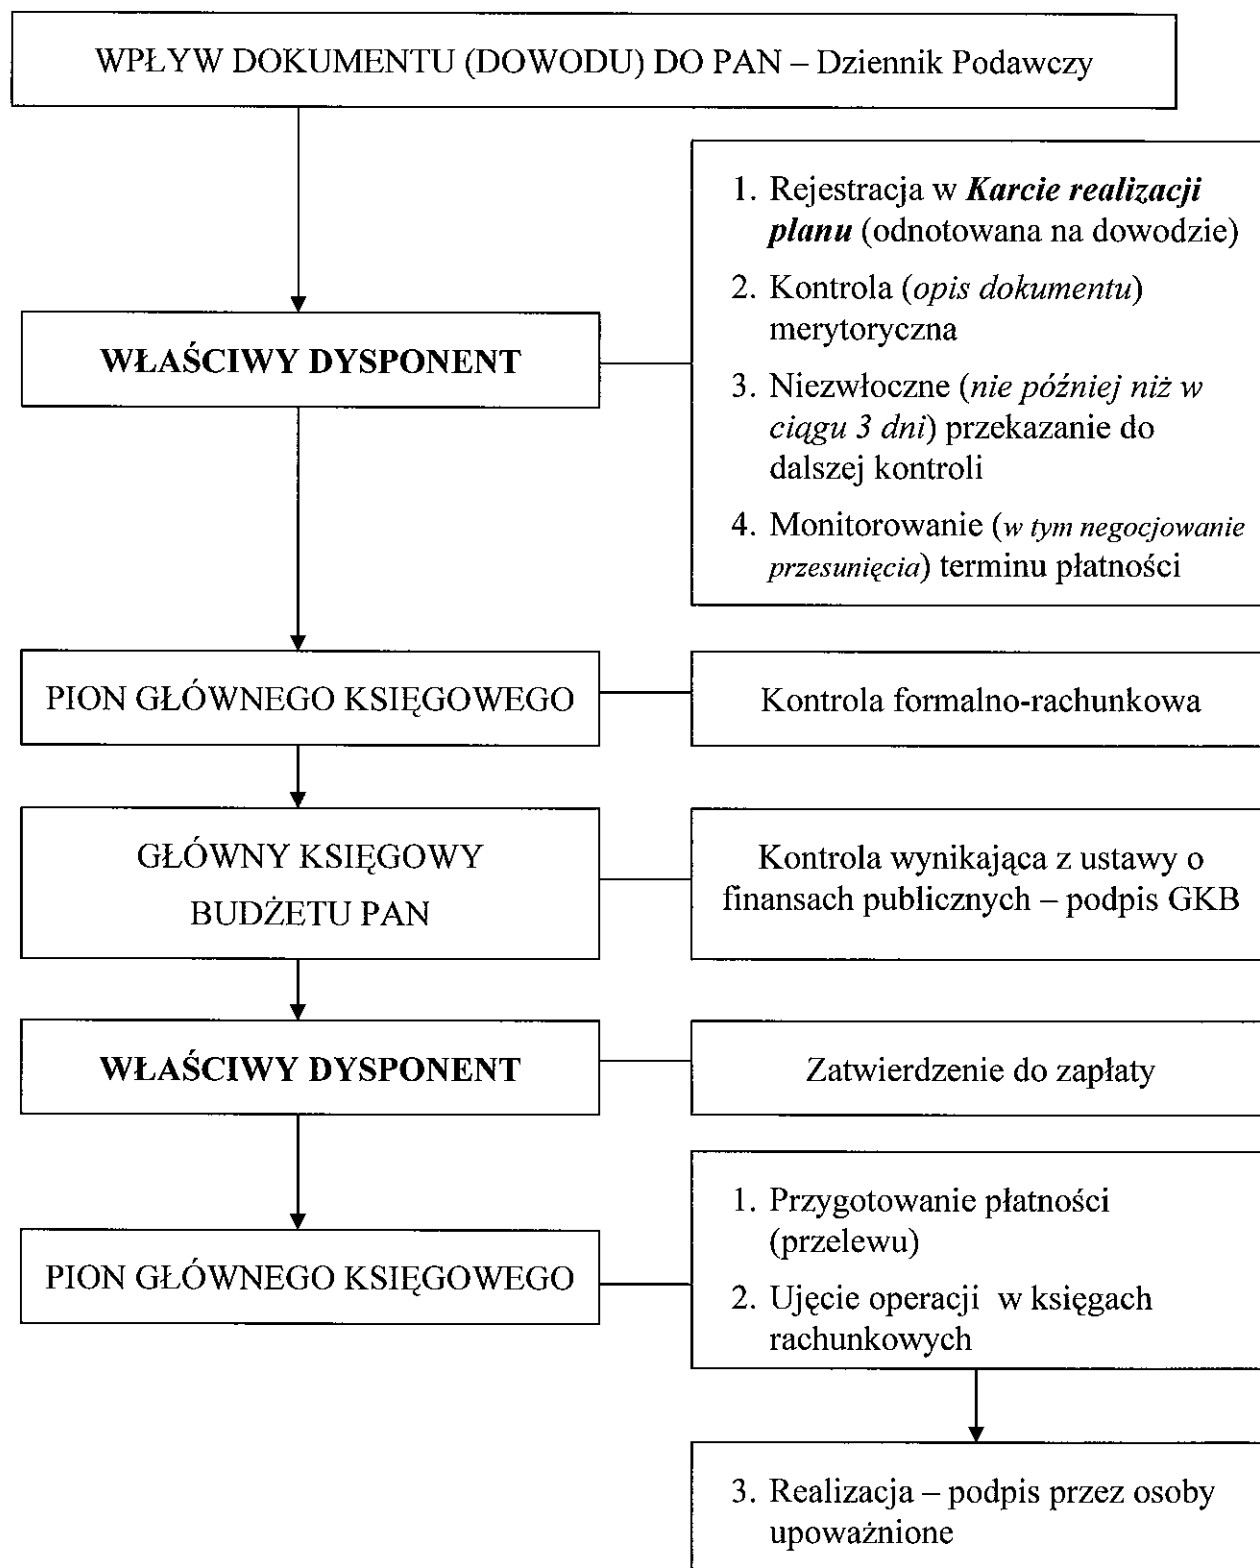 WPŁYW DOKUMENTU (DOWODU) DO PAN – Dziennik Podawczy
1. Rejestracja w Karcie realizacji
planu (odnotowana na dowodzie)
2. Kontrola (opis dokumentu)
merytoryczna
WŁAŚCIWY DYSPONENT
3. Niezwłoczne (nie później niż w
ciągu 3 dni) przekazanie do
dalszej kontroli
4. Monitorowanie (w tym negocjowanie
przesunięcia) terminu płatności
PION GŁÓWNEGO KSIĘGOWEGO
Kontrola formalno-rachunkowa
GŁÓWNY KSIĘGOWY
BUDŻETU PAN
Kontrola wynikająca z ustawy o
finansach publicznych – podpis GKB
WŁAŚCIWY DYSPONENT
Zatwierdzenie do zapłaty
PION GŁÓWNEGO KSIĘGOWEGO
1. Przygotowanie płatności
(przelewu)
2. Ujęcie operacji w księgach
rachunkowych
3. Realizacja – podpis przez osoby
upoważnione